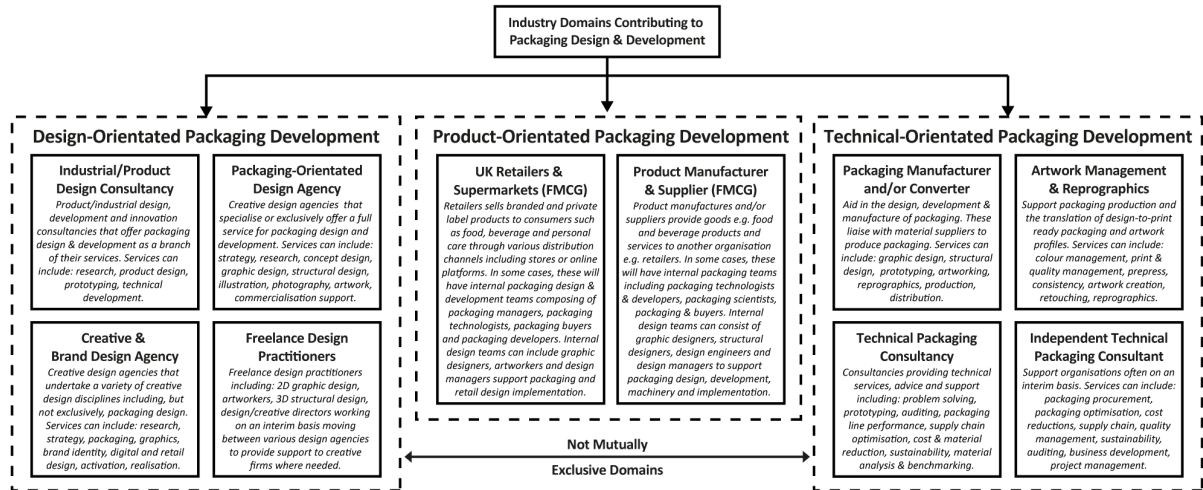 Industry Domains Contributing to
Packaging Design & Development
Design-Orientated Packaging Development
Industrial/Product
Design Consultancy
Product/industrial design,
development and innovation
consultancies that offer packaging
design & development as a branch
of their services. Services can
include: research, product design,
prototyping, technical
development.
Packaging-Orientated
Design Agency
Creative design agencies that
specialise or exclusively offer a full
service for packaging design and
development. Services can include:
strategy, research, concept design,
graphic design, structural design,
illustration, photography, artwork,
commercialisation support.
Creative &
Brand Design Agency
Creative design agencies that
undertake a variety of creative
design disciplines including, but
not exclusively, packaging design.
Services can include: research,
strategy, packaging, graphics,
brand identity, digital and retail
design, activation, realisation.
Freelance Design
Practitioners
Freelance design practitioners
including: 2D graphic design,
artworkers, 3D structural design,
design/creative directors working
on an interim basis moving
between various design agencies
to provide support to creative
firms where needed.
Product-Orientated Packaging Development
UK Retailers &
Supermarkets (FMCG)
Retailers sells branded and private
label products to consumers such
as food, beverage and personal
care through various distribution
channels including stores or online
platforms. In some cases, these will
have internal packaging design &
development teams composing of
packaging managers, packaging
technologists, packaging buyers
and packaging developers. Internal
design teams can include graphic
designers, artworkers and design
managers support packaging and
retail design implementation.
Product Manufacturer
& Supplier (FMCG)
Product manufactures and/or
suppliers provide goods e.g. food
and beverage products and
services to another organisation
e.g. retailers. In some cases, these
will have internal packaging teams
including packaging technologists
& developers, packaging scientists,
packaging & buyers. Internal
design teams can consist of
graphic designers, structural
designers, design engineers and
design managers to support
packaging design, development,
machinery and implementation.
Technical-Orientated Packaging Development
Packaging Manufacturer
and/or Converter
Aid in the design, development &
manufacture of packaging. These
liaise with material suppliers to
produce packaging. Services can
include: graphic design, structural
design, prototyping, artworking,
reprographics, production,
distribution.
Artwork Management
& Reprographics
Support packaging production and
the translation of design-to-print
ready packaging and artwork
profiles. Services can include:
colour management, print &
quality management, prepress,
consistency, artwork creation,
retouching, reprographics.
Technical Packaging
Consultancy
Consultancies providing technical
services, advice and support
including: problem solving,
prototyping, auditing, packaging
line performance, supply chain
optimisation, cost & material
reduction, sustainability, material
analysis & benchmarking.
Independent Technical
Packaging Consultant
Support organisations often on an
interim basis. Services can include:
packaging procurement,
packaging optimisation, cost
reductions, supply chain, quality
management, sustainability,
auditing, business development,
project management.
Not Mutually
Exclusive Domains